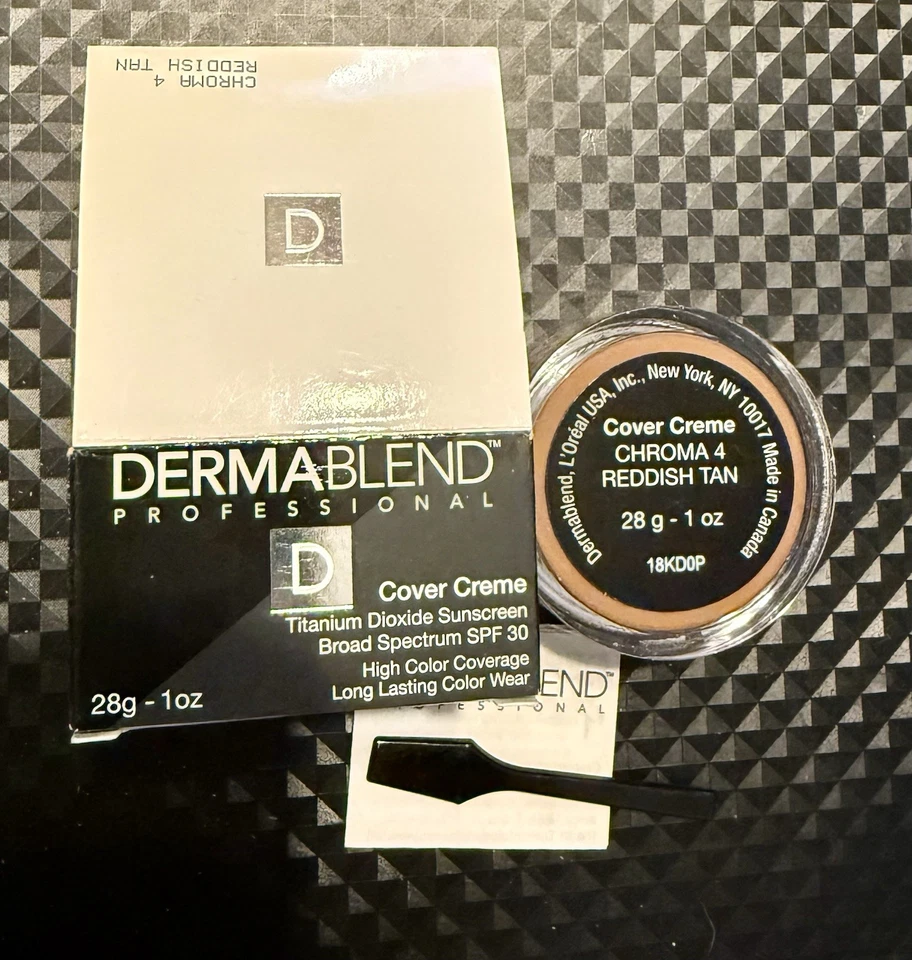 CHROMA 4
REDDISH TAN
D
DERMABLEND™
PROFESSIONAL
D
Cover Creme
Titanium Dioxide Sunscreen
Broad Spectrum SPF 30
High Color Coverage
Long Lasting Color Wear
28g - 1oz
Dermablend, L'Oréal USA, Inc., New York, NY 10017 Made in Canada
Cover Creme
CHROMA 4
REDDISH TAN
28 g - 1 oz
18KD0P
END™
PROFESSIONAL